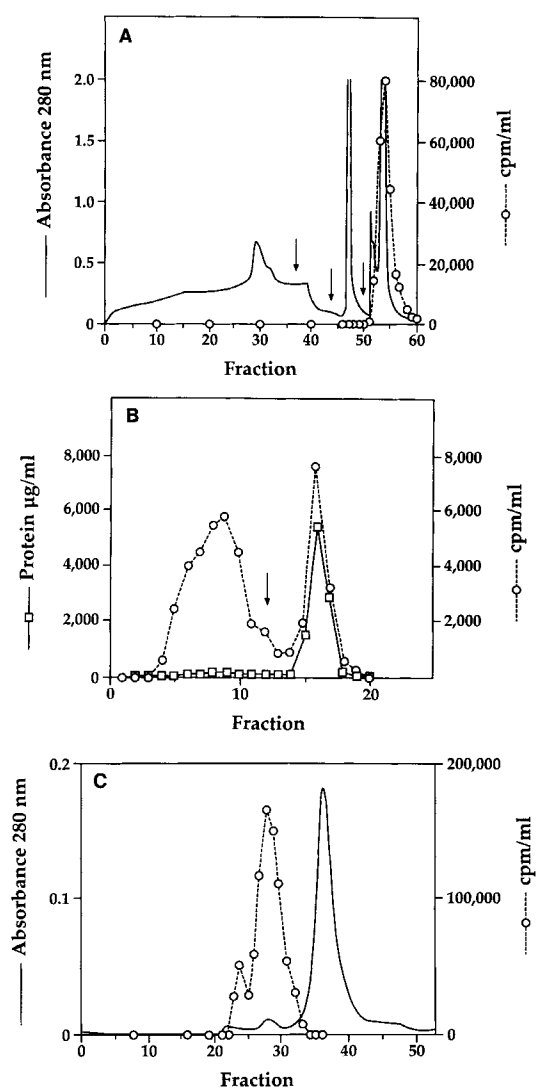 A
Absorbance 280 nm
2.0
1.5
1.0
0.5
0
80,000
60,000
40,000
20,000
0
cpm/ml
0 10 20 30 40 50 60
Fraction
B
Protein µg/ml
8,000
6,000
4,000
2,000
0
8,000
6,000
4,000
2,000
cpm/ml
0 10 20
Fraction
C
Absorbance 280 nm
0.2
0.1
0
200,000
100,000
0
cpm/ml
0 10 20 30 40 50
Fraction